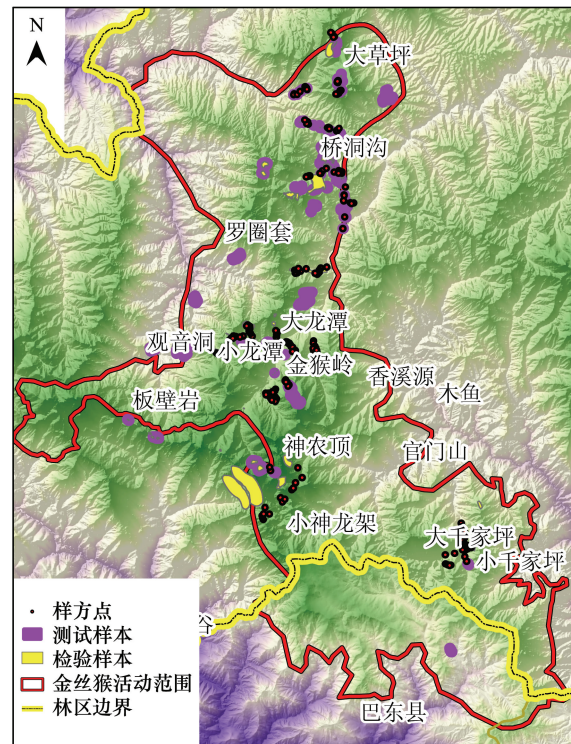 N
大草坪
桥洞沟
罗圈套
大龙潭
观音洞
小龙潭
金猴岭
香溪源
木鱼
板壁岩
神农顶
官门山
小神龙架
大千家坪
小千家坪
谷
巴东县
样方点
测试样本
检验样本
金丝猴活动范围
林区边界